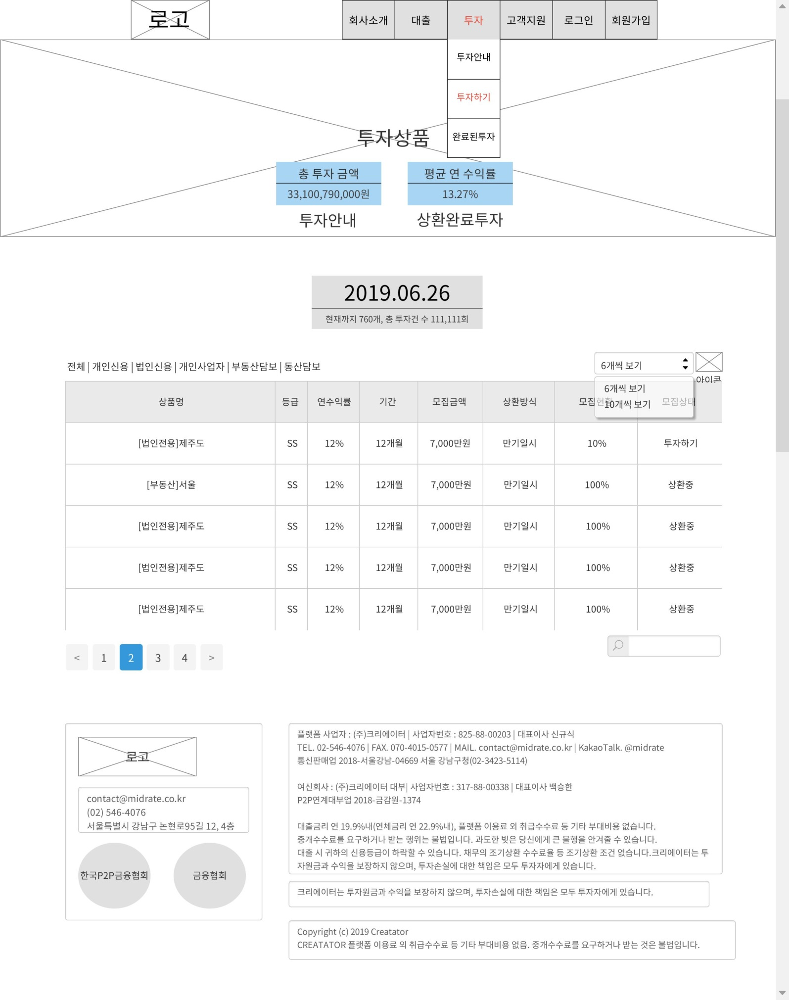 로고
회사소개 대출 투자 고객지원 로그인 회원가입
투자안내
투자하기
완료된투자
투자상품
총 투자 금액 평균 연 수익률
33,100,790,000원 13.27%
투자안내 상환완료투자
2019.06.26
현재까지 760개, 총 투자건 수 111,111회
전체 | 개인신용 | 법인신용 | 개인사업자 | 부동산담보 | 동산담보
6개씩 보기
아이콘
6개씩 보기
10개씩 보기
상품명 등급 연수익률 기간 모집금액 상환방식 모집현황 모집상태
[법인전용]제주도 SS 12% 12개월 7,000만원 만기일시 10% 투자하기
[부동산]서울 SS 12% 12개월 7,000만원 만기일시 100% 상환중
[법인전용]제주도 SS 12% 12개월 7,000만원 만기일시 100% 상환중
[법인전용]제주도 SS 12% 12개월 7,000만원 만기일시 100% 상환중
[법인전용]제주도 SS 12% 12개월 7,000만원 만기일시 100% 상환중
< 1 2 3 4 >
로고
contact@midrate.co.kr
(02) 546-4076
서울특별시 강남구 논현로95길 12, 4층
한국P2P금융협회 금융협회
플랫폼 사업자 : (주)크리에이터 | 사업자번호 : 825-88-00203 | 대표이사 신규식
TEL. 02-546-4076 | FAX. 070-4015-0577 | MAIL. contact@midrate.co.kr | KakaoTalk. @midrate
통신판매업 2018-서울강남-04669 서울 강남구청(02-3423-5114)
여신회사 : (주)크리에이터 대부| 사업자번호 : 317-88-00338 | 대표이사 백승한
P2P연계대부업 2018-금감원-1374
대출금리 연 19.9%내(연체금리 연 22.9%내), 플랫폼 이용료 외 취급수수료 등 기타 부대비용 없습니다.
중개수수료를 요구하거나 받는 행위는 불법입니다. 과도한 빚은 당신에게 큰 불행을 안겨줄 수 있습니다.
대출 시 귀하의 신용등급이 하락할 수 있습니다. 채무의 조기상환 수수료율 등 조기상환 조건 없습니다.크리에이터는 투
자원금과 수익을 보장하지 않으며, 투자손실에 대한 책임은 모두 투자자에게 있습니다.
크리에이터는 투자원금과 수익을 보장하지 않으며, 투자손실에 대한 책임은 모두 투자자에게 있습니다.
Copyright (c) 2019 Creatator
CREATATOR 플랫폼 이용료 외 취급수수료 등 기타 부대비용 없음. 중개수수료를 요구하거나 받는 것은 불법입니다.